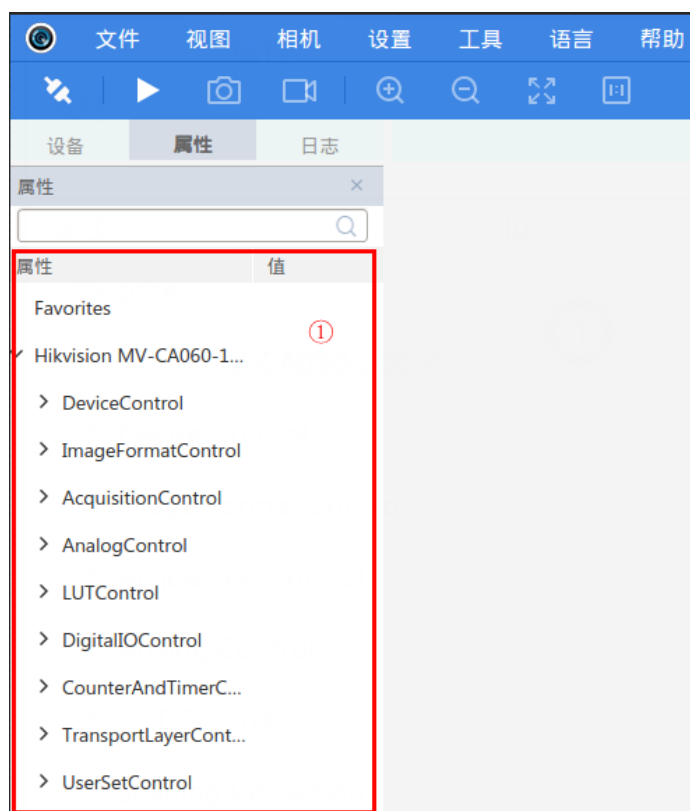 文件 视图 相机 设置 工具 语言 帮助
1:1
设备 属性 日志
属性
属性 值
Favorites
①
Hikvision MV-CA060-1...
DeviceControl
ImageFormatControl
AcquisitionControl
AnalogControl
LUTControl
DigitalIOControl
CounterAndTimerC...
TransportLayerCont...
UserSetControl